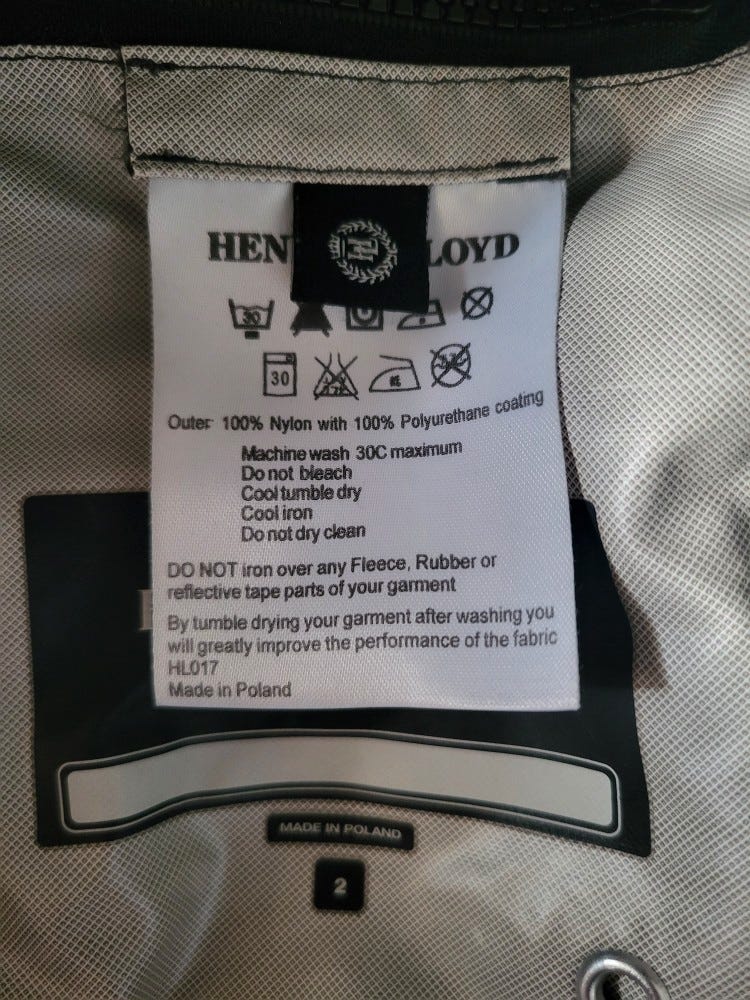 HEN LOYD
30
30
Outer: 100% Nylon with 100% Polyurethane coating
Machine wash 30C maximum
Do not bleach
Cool tumble dry
Cool iron
Do not dry clean
DO NOT iron over any Fleece, Rubber or
reflective tape parts of your garment
By tumble drying your garment after washing you
will greatly improve the performance of the fabric
HL017
Made in Poland
MADE IN POLAND
2